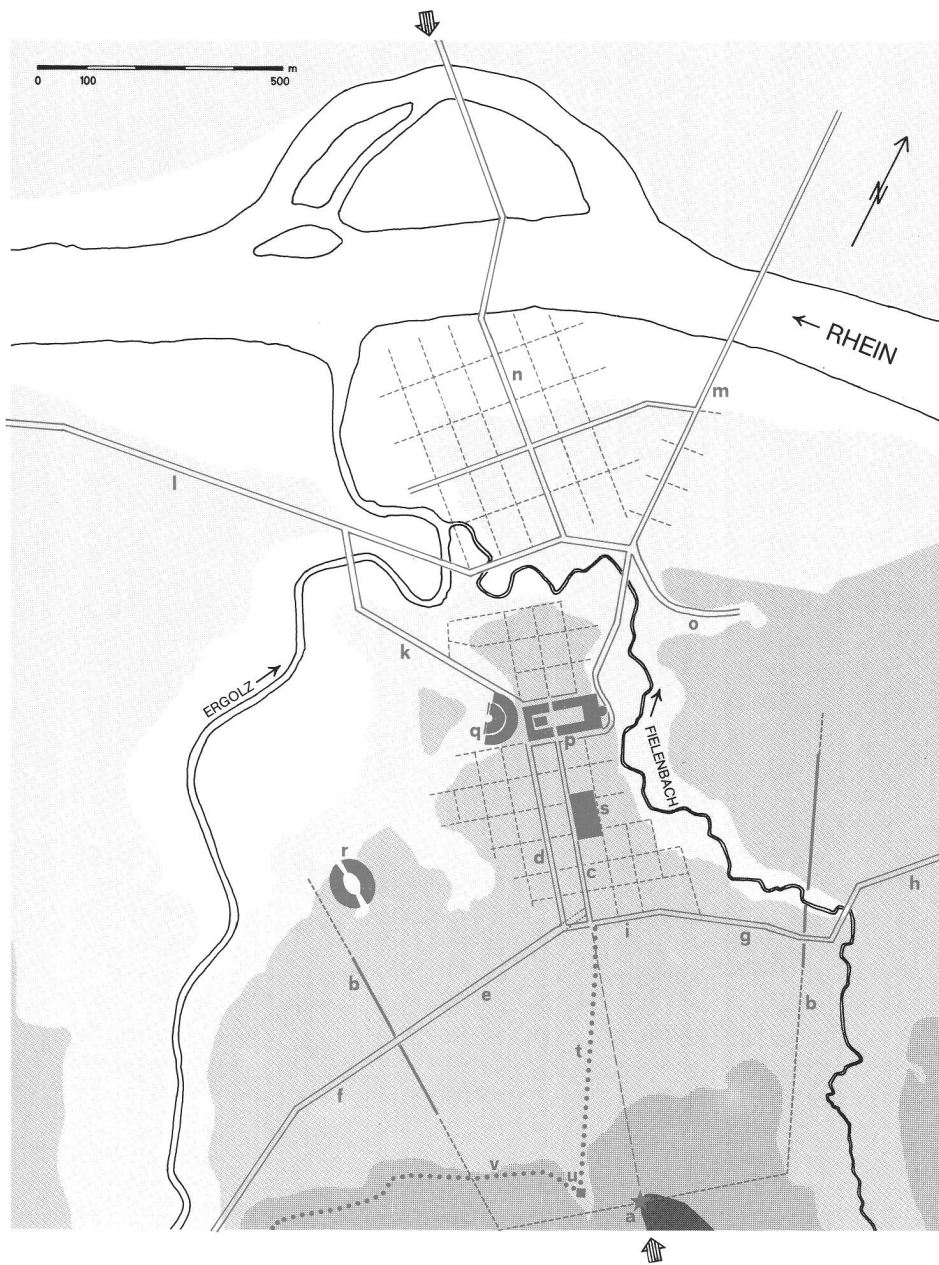 m
0 100 500
N
← RHEIN
n
m
l
o
k
ERGOLZ →
q
p
FIELENBACH →
s
r
d
c
h
i
g
b
e
b
t
f
v
u
a